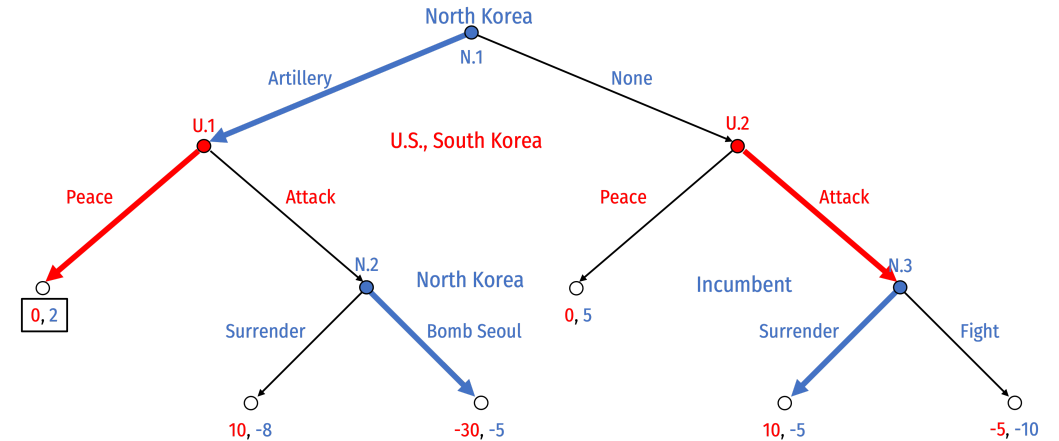 North Korea
N.1
Artillery
None
U.1
U.2
U.S., South Korea
Peace
Attack
Peace
Attack
N.2
N.3
North Korea
Incumbent
0, 2
0, 5
Surrender
Bomb Seoul
Surrender
Fight
10, -8
-30, -5
10, -5
-5, -10